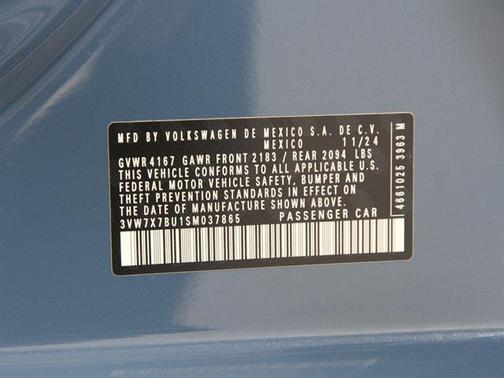 MFD BY VOLKSWAGEN DE MEXICO S.A. DE C.V.
MEXICO 11/24
GVWR 4167 GAWR FRONT 2183 / REAR 2094 LBS
THIS VEHICLE CONFORMS TO ALL APPLICABLE U.S.
FEDERAL MOTOR VEHICLE SAFETY, BUMPER, AND
THEFT PREVENTION STANDARDS IN EFFECT ON THE
DATE OF MANUFACTURE SHOWN ABOVE.
3VW7X7BU1SM037865 PASSENGER CAR
4661025 3963 M